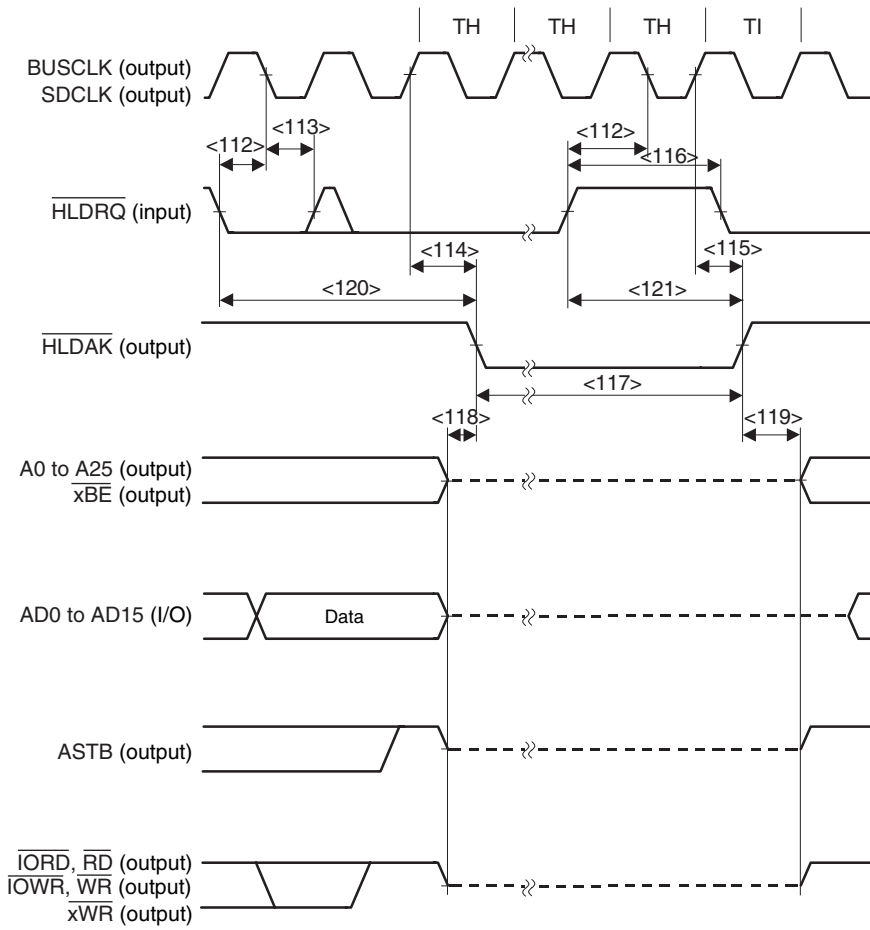 TH TH TH TI
BUSCLK (output)
SDCLK (output)
<112>
<113>
<112>
<116>
HLDRQ (input)
<114>
<115>
<120>
<121>
HLDAK (output)
<117>
<118>
<119>
A0 to A25 (output)
xBE (output)
AD0 to AD15 (I/O)
Data
ASTB (output)
IORD, RD (output)
IOWR, WR (output)
xWR (output)